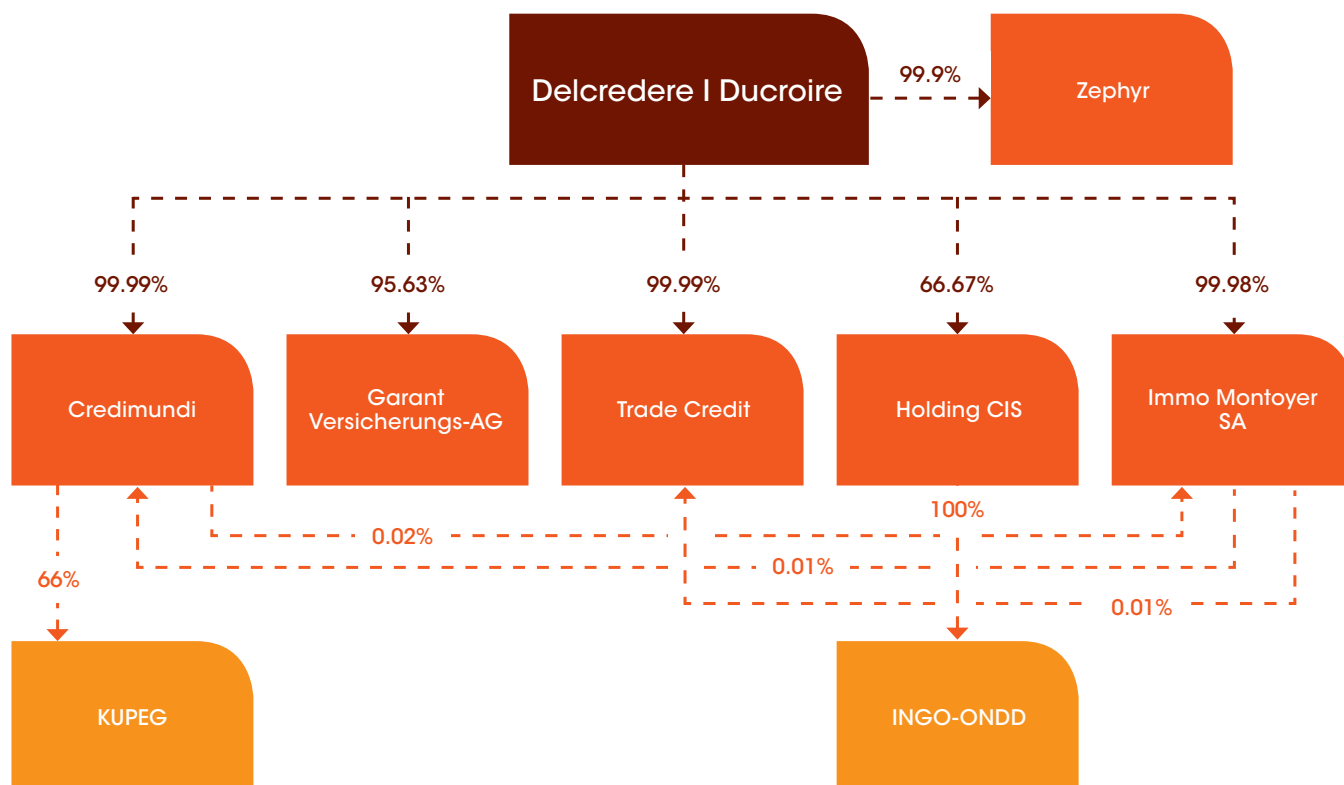 Delcredere I Ducroire
99.9%
Zephyr
99.99%
95.63%
99.99%
66.67%
99.98%
Credimundi
Garant
Versicherungs-AG
Trade Credit
Holding CIS
Immo Montoyer
SA
100%
0.02%
0.01%
66%
0.01%
KUPEG
INGO-ONDD